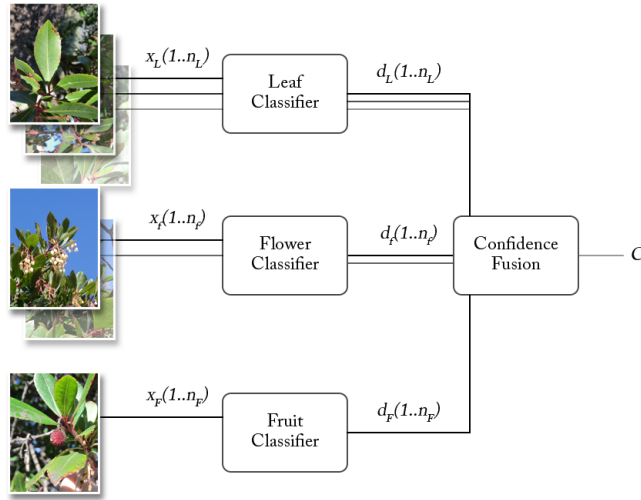 x_L(1..n_L)
Leaf
Classifier
d_L(1..n_L)
x_f(1..n_f)
Flower
Classifier
d_f(1..n_f)
Confidence
Fusion
C
x_F(1..n_F)
Fruit
Classifier
d_F(1..n_F)